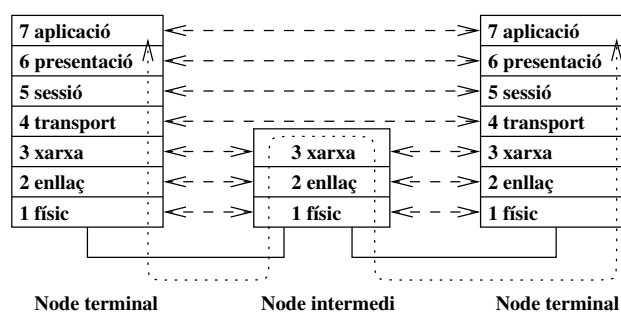 7 aplicació
6 presentació
5 sessió
4 transport
3 xarxa
2 enllaç
1 físic
3 xarxa
2 enllaç
1 físic
7 aplicació
6 presentació
5 sessió
4 transport
3 xarxa
2 enllaç
1 físic
Node terminal
Node intermedi
Node terminal